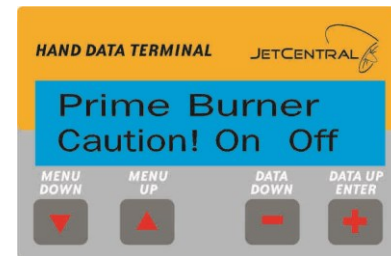 HAND DATA TERMINAL
JETCENTRAL
Prime Burner
Caution! On Off
MENU DOWN
MENU UP
DATA DOWN
DATA UP ENTER